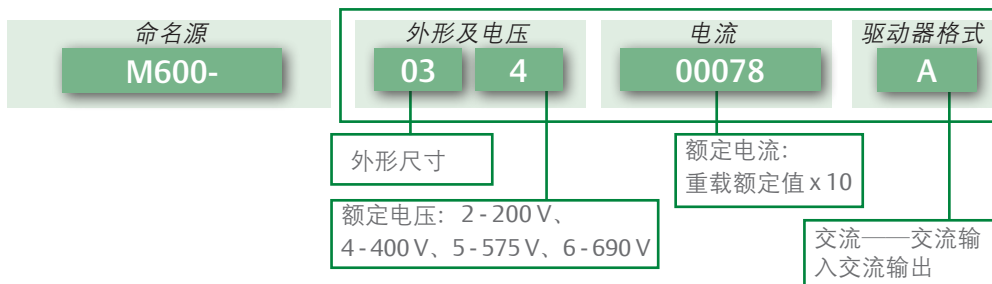 命名源
外形及电压
电流
驱动器格式
M600-
03
4
00078
A
外形尺寸
额定电流:
重载额定值 x 10
额定电压: 2 - 200 V、
4 - 400 V、5 - 575 V、6 - 690 V
交流——交流输
入交流输出